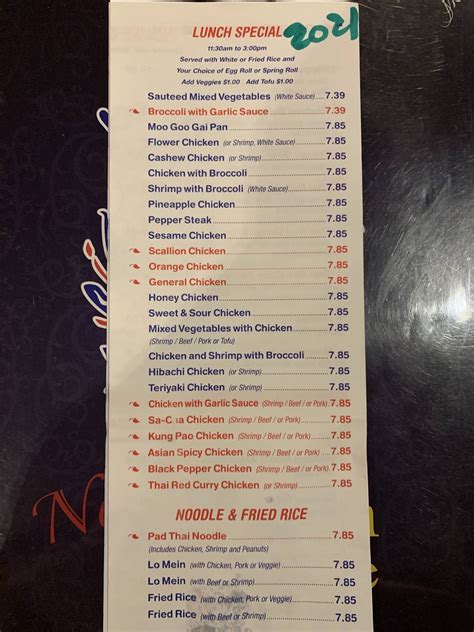 LUNCH SPECIAL 2021
11:30am to 3:00pm
Served with White or Fried Rice and
Your Choice of Egg Roll or Spring Roll
Add Veggies $1.00 Add Tofu $1.00
Sauteed Mixed Vegetables (White Sauce)....7.39
Broccoli with Garlic Sauce....7.39
Moo Goo Gai Pan....7.85
Flower Chicken (or Shrimp, White Sauce)....7.85
Cashew Chicken (or Shrimp)....7.85
Chicken with Broccoli....7.85
Shrimp with Broccoli (White Sauce)....7.85
Pineapple Chicken....7.85
Pepper Steak....7.85
Sesame Chicken....7.85
Scallion Chicken....7.85
Orange Chicken....7.85
General Chicken....7.85
Honey Chicken....7.85
Sweet & Sour Chicken....7.85
Mixed Vegetables with Chicken....7.85
(Shrimp / Beef / Pork or Tofu)
Chicken and Shrimp with Broccoli....7.85
Hibachi Chicken (or Shrimp)....7.85
Teriyaki Chicken (or Shrimp)....7.85
Chicken with Garlic Sauce (Shrimp / Beef / or Pork).7.85
Chicken (Shrimp / Beef / or Pork)....7.85
Kung Pao Chicken (Shrimp / Beef / or Pork)....7.85
Asian Spicy Chicken (Shrimp / Beef / or Pork)....7.85
Black Pepper Chicken (Shrimp / Beef / or Pork)....7.85
Thai Red Curry Chicken (or Shrimp)....7.85
NOODLE & FRIED RICE
Pad Thai Noodle....7.85
(Includes Chicken, Shrimp and Peanuts)
Lo Mein (with Chicken, Pork or Veggie)....7.85
Lo Mein (with Beef or Shrimp)....7.85
Fried Rice (with Chicken, Pork or Veggie)....7.85
Fried Rice (with Beef or Shrimp)....7.85